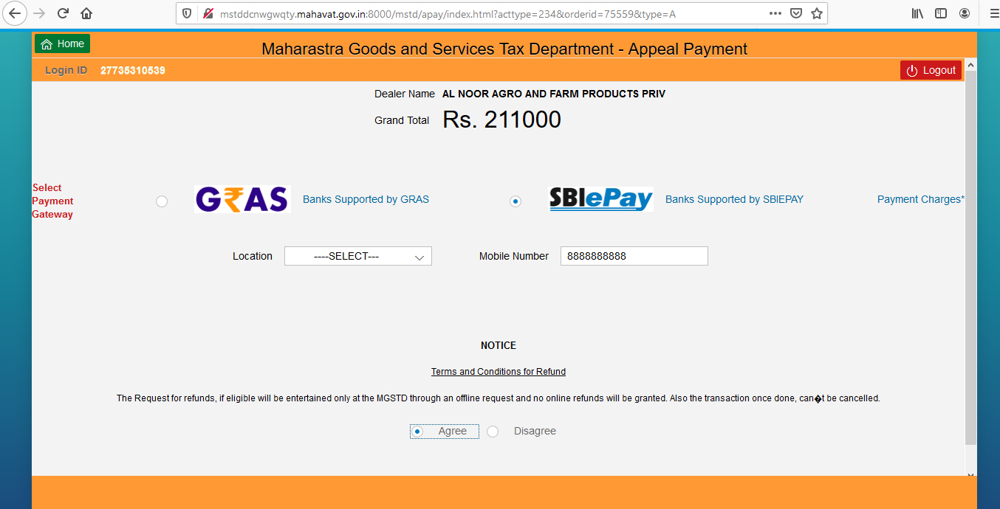 mstddcnwgwqty.mahavat.gov.in:8000/mstd/apay/index.html?acttype=234&orderid=75559&type=A
Home
Maharastra Goods and Services Tax Department - Appeal Payment
Login ID 27735310539
Logout
Dealer Name AL NOOR AGRO AND FARM PRODUCTS PRIV
Grand Total Rs. 211000
Select
Payment
Gateway
GRAS Banks Supported by GRAS
SBIePay Banks Supported by SBIEPAY
Payment Charges*
Location ----SELECT---
Mobile Number 8888888888
NOTICE
Terms and Conditions for Refund
The Request for refunds, if eligible will be entertained only at the MGSTD through an offline request and no online refunds will be granted. Also the transaction once done, can�t be cancelled.
Agree Disagree